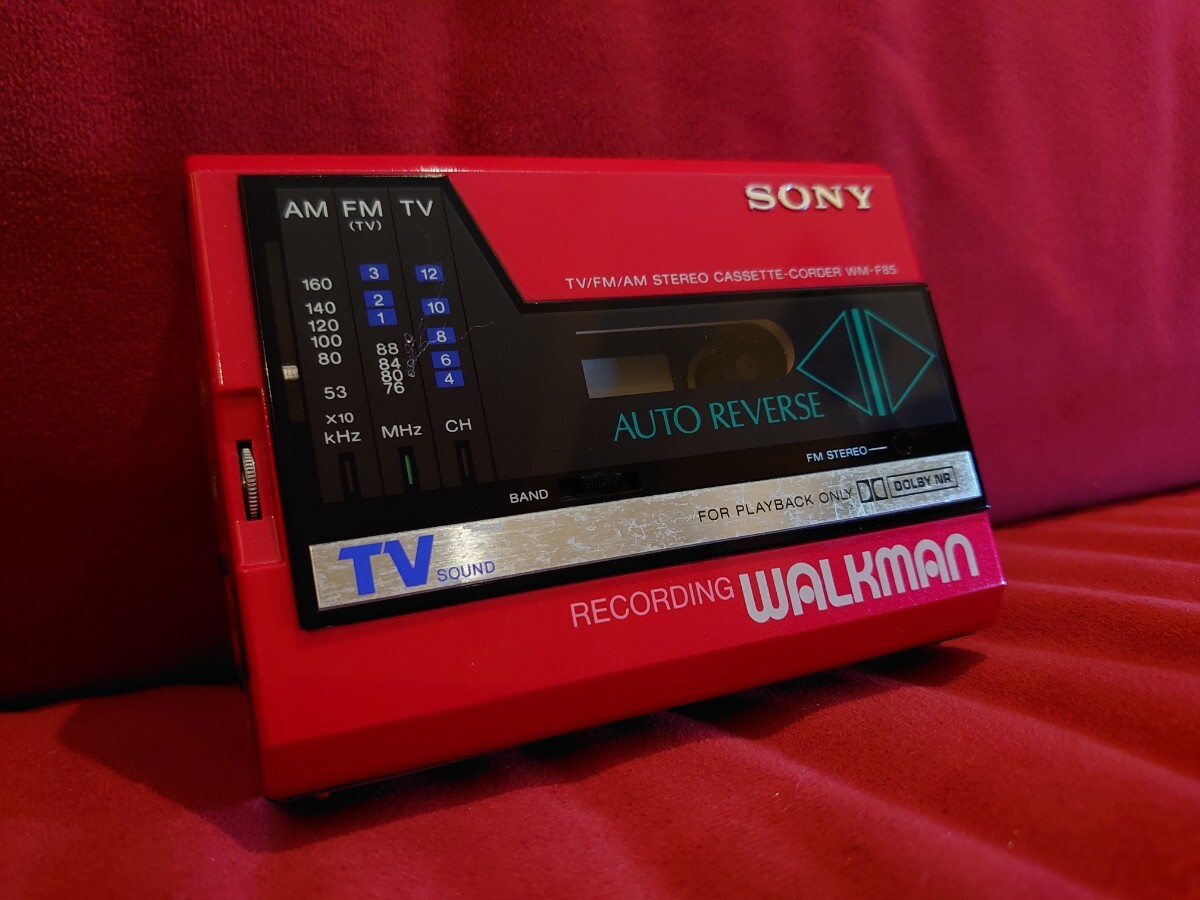 SONY
TV/FM/AM STEREO CASSETTE-CORDER WM-F85
AM FM TV
(TV)
160 3 12
140 2 10
120 1 8
100 88 6
80 84 4
80
53 76
X10
kHz MHz CH
AUTO REVERSE
FM STEREO
BAND
FOR PLAYBACK ONLY DOLBY NR
TV SOUND
RECORDING WALKMAN